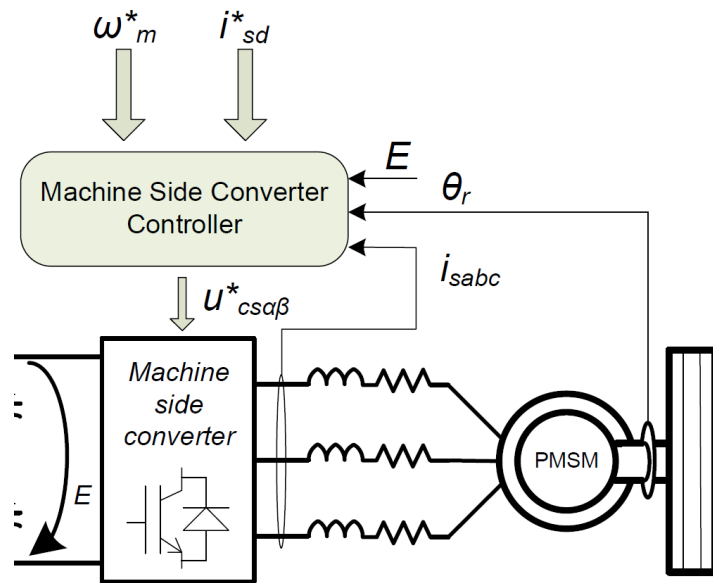 ω*m i*sd
E
Machine Side Converter
Controller
θr
isabc
u*csαβ
Machine
side
converter
E
PMSM